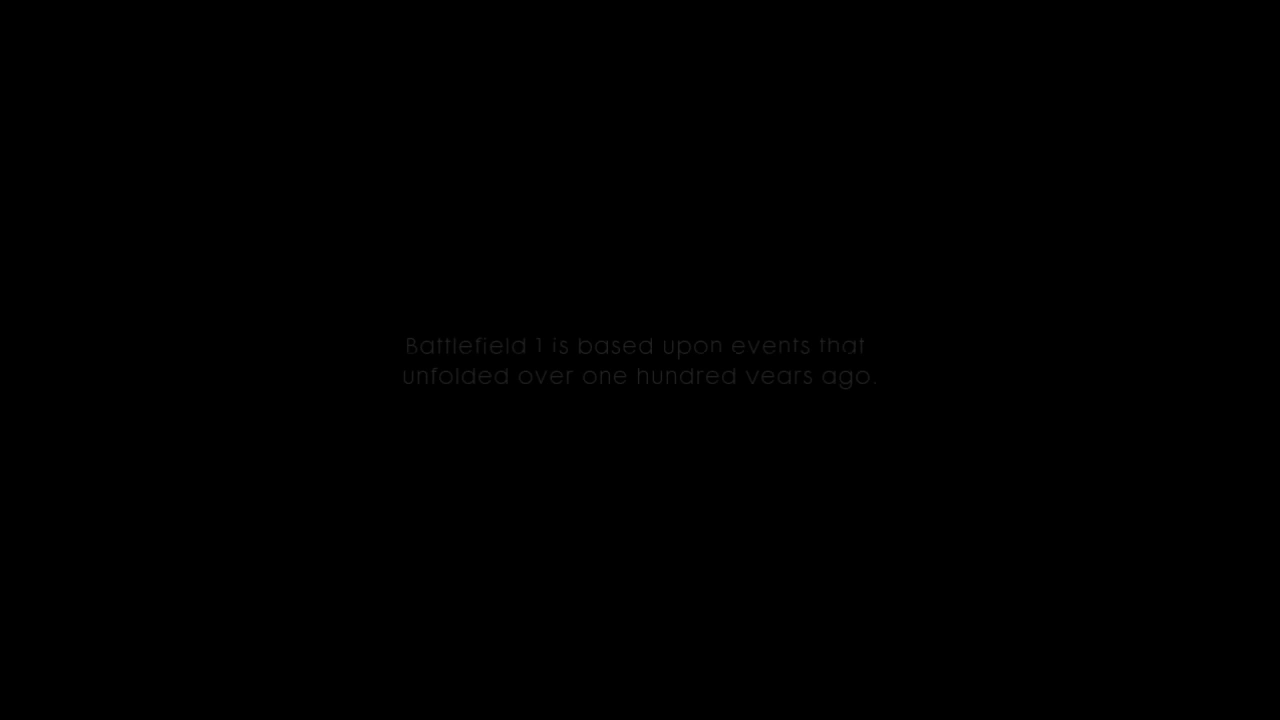 Battlefield 1 is based upon events that
unfolded over one hundred years ago.